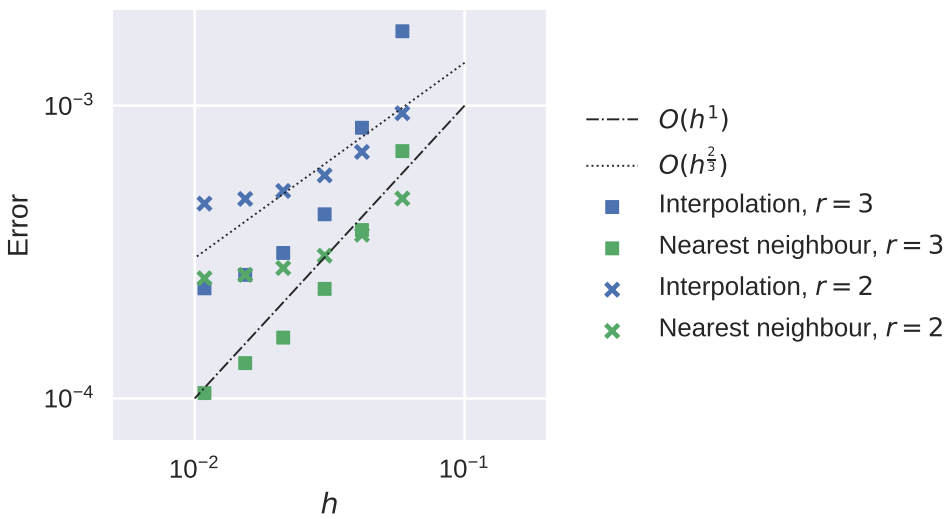 10⁻³
10⁻⁴
Error
10⁻²
10⁻¹
h
O(h¹)
O(h^{2/3})
Interpolation, r = 3
Nearest neighbour, r = 3
Interpolation, r = 2
Nearest neighbour, r = 2